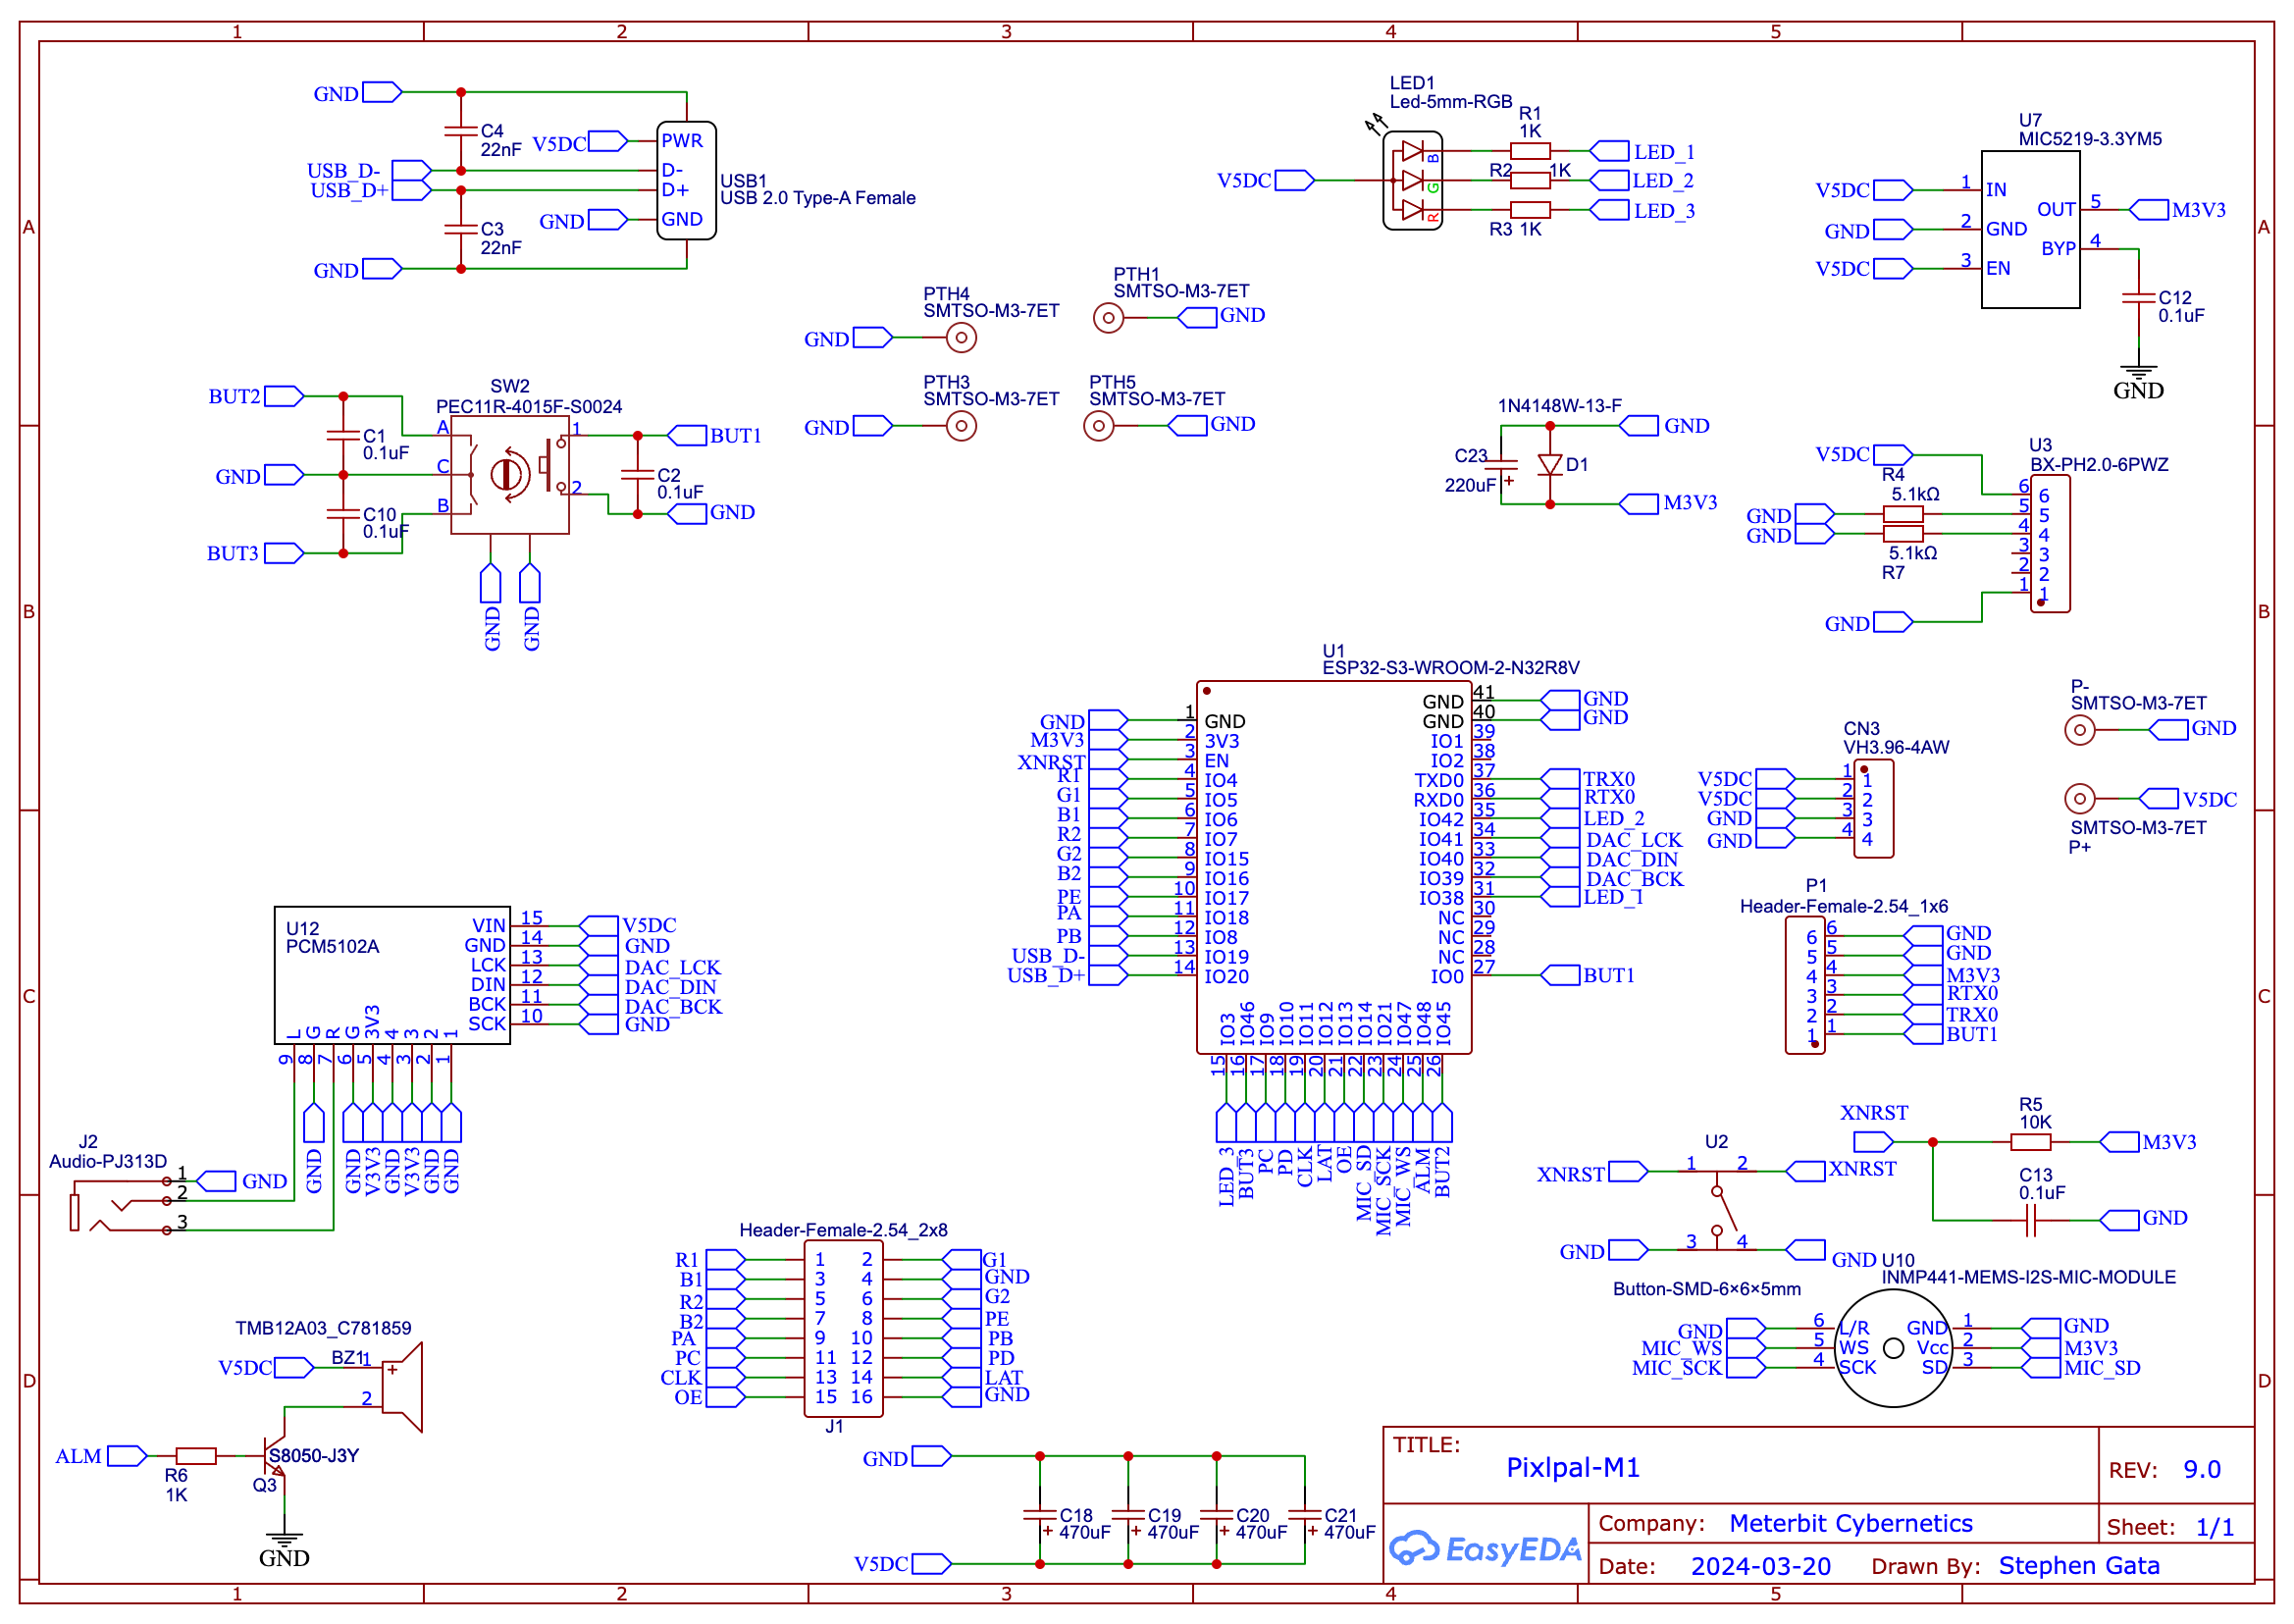 1 2 3 4 5
A
B
C
D
A
B
C
D
1 2 3 4 5
GND
C4
22nF
V5DC
PWR
USB_D-
D-
USB_D+
D+
USB1
USB 2.0 Type-A Female
GND
GND
C3
22nF
GND
LED1
Led-5mm-RGB
R1
1K
B
LED_1
V5DC
R2
1K
G
LED_2
R
LED_3
R3 1K
U7
MIC5219-3.3YM5
V5DC
1
IN
OUT
5
M3V3
GND
2
GND
BYP
4
V5DC
3
EN
C12
0.1uF
GND
PTH4
SMTSO-M3-7ET
GND
PTH1
SMTSO-M3-7ET
GND
PTH3
SMTSO-M3-7ET
GND
PTH5
SMTSO-M3-7ET
GND
SW2
PEC11R-4015F-S0024
BUT2
A
1
BUT1
C1
0.1uF
GND
C
C2
0.1uF
2
GND
C10
0.1uF
B
BUT3
GND
GND
1N4148W-13-F
GND
C23
220uF
+
D1
M3V3
U3
BX-PH2.0-6PWZ
V5DC
R4
5.1kΩ
GND
GND
5.1kΩ
R7
6 6
5 5
4 4
3 3
2 2
1 1
GND
U1
ESP32-S3-WROOM-2-N32R8V
GND 1 GND
M3V3 2 3V3
XNRST 3 EN
R1 4 IO4
G1 5 IO5
B1 6 IO6
R2 7 IO7
G2 8 IO15
B2 9 IO16
PE 10 IO17
PA 11 IO18
PB 12 IO8
USB_D- 13 IO19
USB_D+ 14 IO20
GND 41 GND
GND 40 GND
IO1 39
IO2 38
TXD0 37 TRX0
RXD0 36 RTX0
IO42 35 LED_2
IO41 34 DAC_LCK
IO40 33 DAC_DIN
IO39 32 DAC_BCK
IO38 31 LED_1
NC 30
NC 29
NC 28
IO0 27 BUT1
IO3 15 LED_3
IO46 16 BUT3
IO9 17 PC
IO10 18 PD
IO11 19 CLK
IO12 20 LAT
IO13 21 OE
IO14 22 MIC_SD
IO21 23 MIC_SCK
IO47 24 MIC_WS
IO48 25 ALM
IO45 26 BUT2
P-
SMTSO-M3-7ET
GND
V5DC
SMTSO-M3-7ET
P+
CN3
VH3.96-4AW
V5DC 1 1
V5DC 2 2
GND 3 3
GND 4 4
P1
Header-Female-2.54_1x6
6 6 GND
5 5 GND
4 4 M3V3
3 3 RTX0
2 2 TRX0
1 1 BUT1
U12
PCM5102A
VIN 15 V5DC
GND 14 GND
LCK 13 DAC_LCK
DIN 12 DAC_DIN
BCK 11 DAC_BCK
SCK 10 GND
L 9
G 8 GND
R 7
G 6 GND
3V3 5 V3V3
4 4 GND
3 3 V3V3
2 2 GND
1 1 GND
J2
Audio-PJ313D
1
GND
2
3
XNRST
R5
10K
M3V3
C13
0.1uF
GND
U2
XNRST 1 2 XNRST
GND 3 4 GND
Button-SMD-6×6×5mm
U10
INMP441-MEMS-I2S-MIC-MODULE
GND 6 L/R GND 1 GND
MIC_WS 5 WS Vcc 2 M3V3
MIC_SCK 4 SCK SD 3 MIC_SD
Header-Female-2.54_2x8
R1 1 2 G1
B1 3 4 GND
R2 5 6 G2
B2 7 8 PE
PA 9 10 PB
PC 11 12 PD
CLK 13 14 LAT
OE 15 16 GND
J1
TMB12A03_C781859
V5DC
BZ1
1
+
2
ALM
R6
1K
S8050-J3Y
Q3
GND
GND
C18
+ 470uF
C19
+ 470uF
C20
+ 470uF
C21
+ 470uF
V5DC
TITLE:
Pixlpal-M1
REV: 9.0
EasyEDA
Company: Meterbit Cybernetics
Sheet: 1/1
Date: 2024-03-20 Drawn By: Stephen Gata